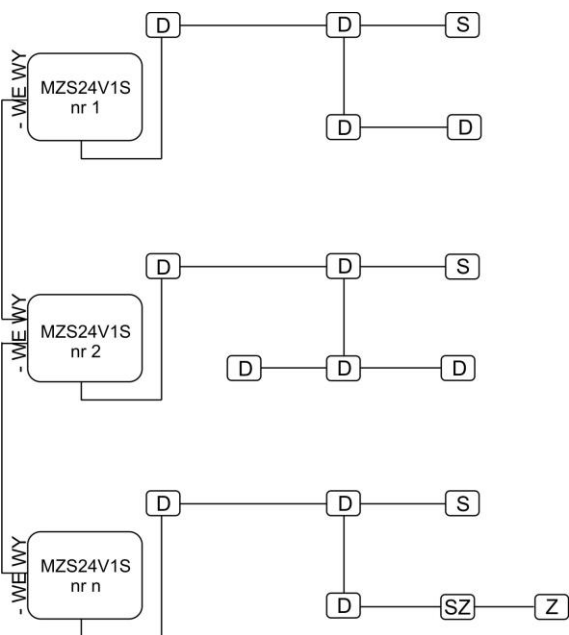 D D S
- WE WY
MZS24V1S
nr 1
D D
D D S
- WE WY
MZS24V1S
nr 2
D D D
D D S
- WE WY
MZS24V1S
nr n
D SZ Z